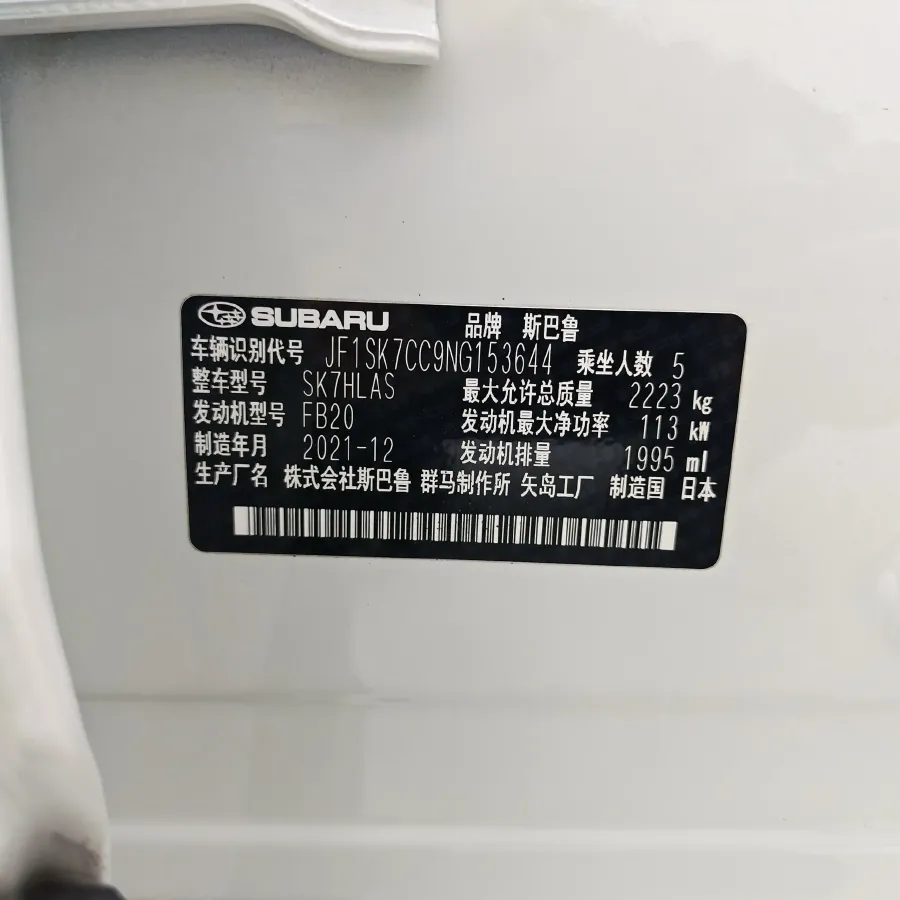 SUBARU 品牌 斯巴鲁
车辆识别代号 JF1SK7CC9NG153644 乘坐人数 5
整车型号 SK7HLAS 最大允许总质量 2223 kg
发动机型号 FB20 发动机最大净功率 113 kW
制造年月 2021-12 发动机排量 1995 ml
生产厂名 株式会社斯巴鲁 群马制作所 矢岛工厂 制造国 日本